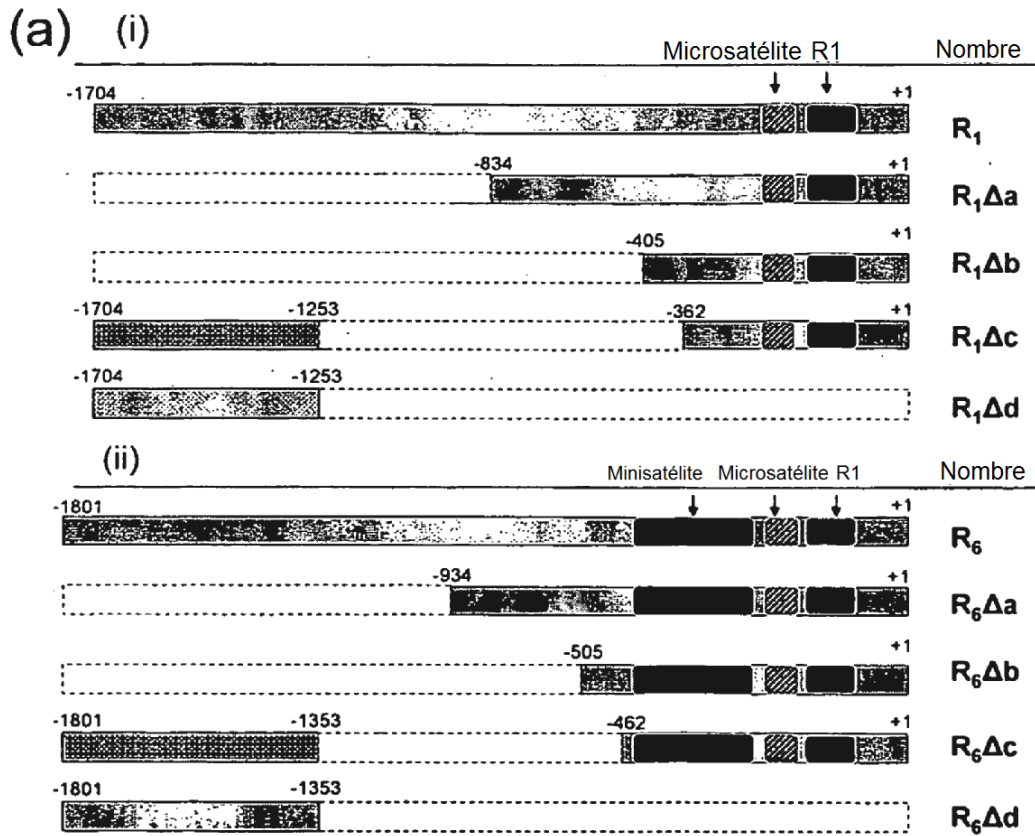 (a) (i)
Microsatélite R1 Nombre
-1704 +1
R1
-834 +1
R1Δa
-405 +1
R1Δb
-1704 -1253 -362 +1
R1Δc
-1704 -1253
R1Δd
(ii)
Minisatélite Microsatélite R1 Nombre
-1801 +1
R6
-934 +1
R6Δa
-505 +1
R6Δb
-1801 -1353 -462 +1
R6Δc
-1801 -1353
R6Δd